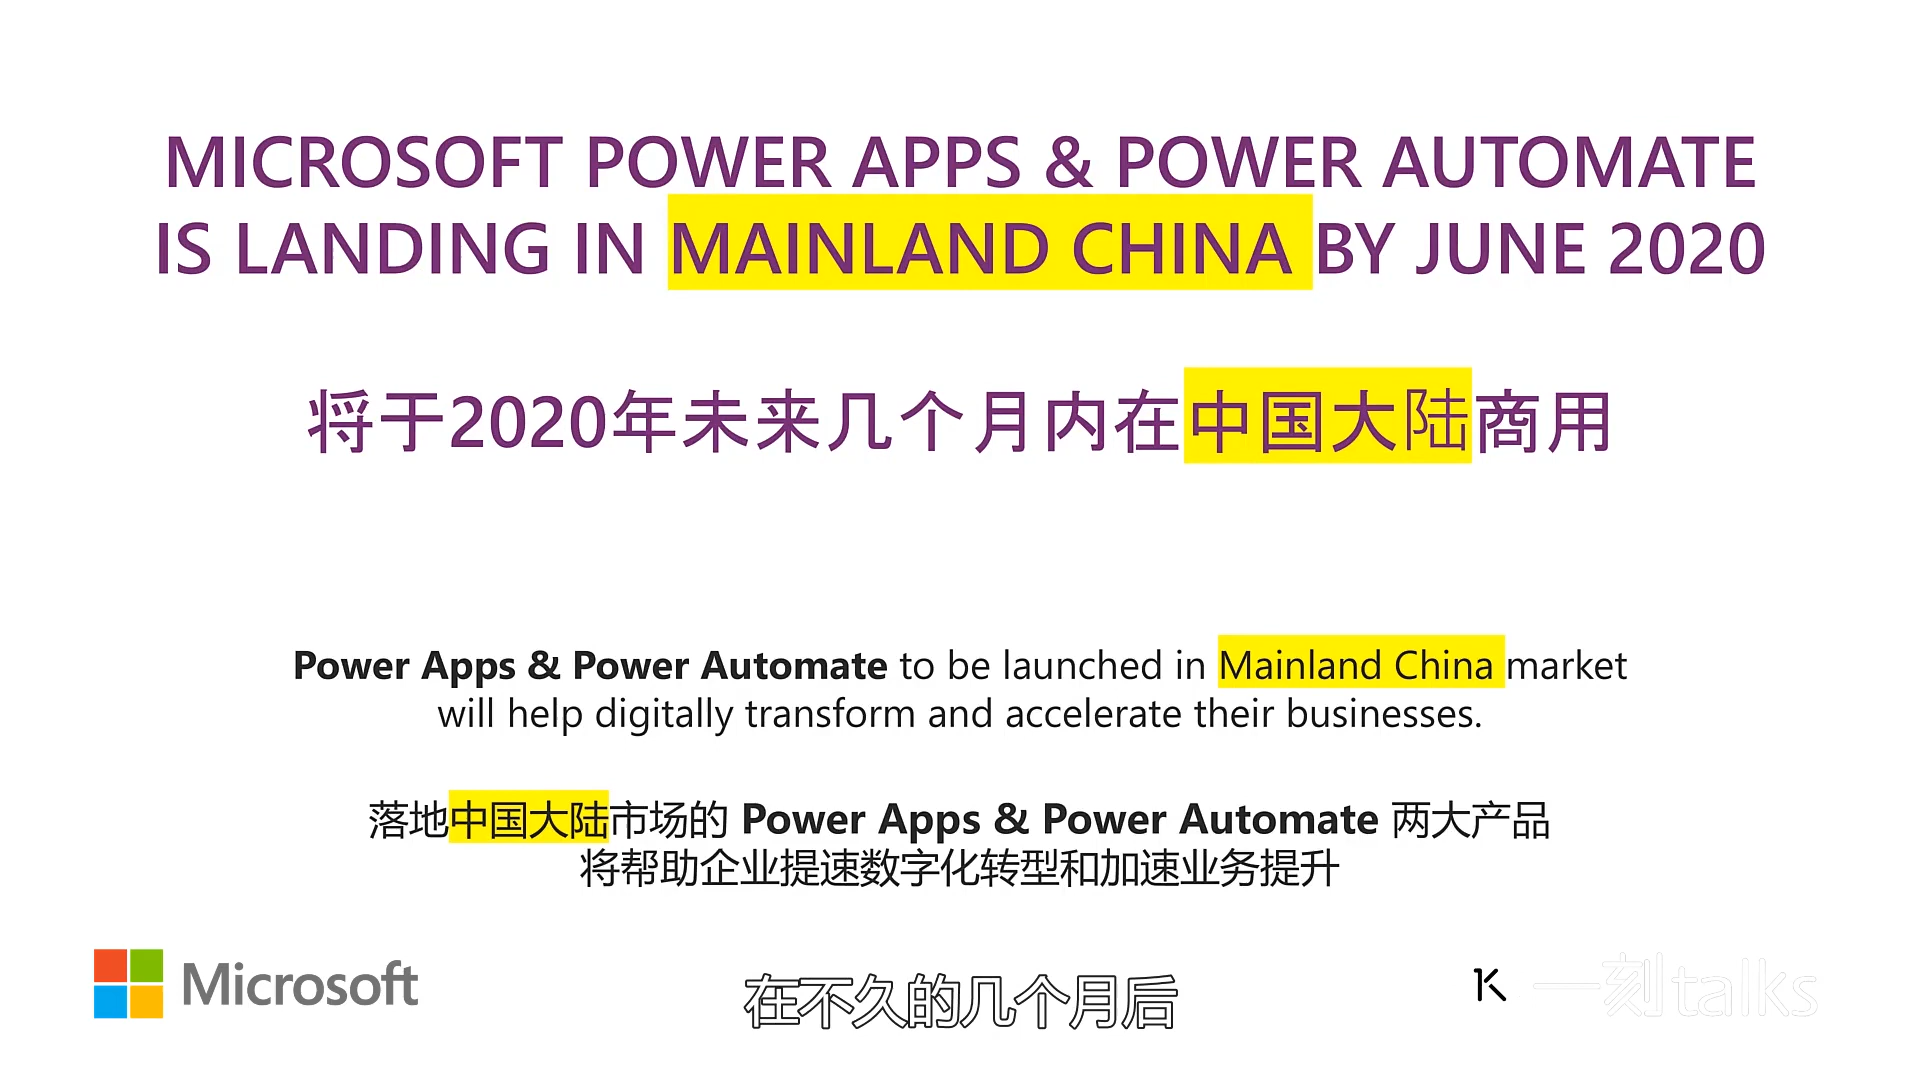 MICROSOFT POWER APPS & POWER AUTOMATE
IS LANDING IN MAINLAND CHINA BY JUNE 2020
将于2020年未来几个月内在中国大陆商用
Power Apps & Power Automate to be launched in Mainland China market
will help digitally transform and accelerate their businesses.
落地中国大陆市场的 Power Apps & Power Automate 两大产品
将帮助企业提速数字化转型和加速业务提升
Microsoft
在不久的几个月后
一刻talks